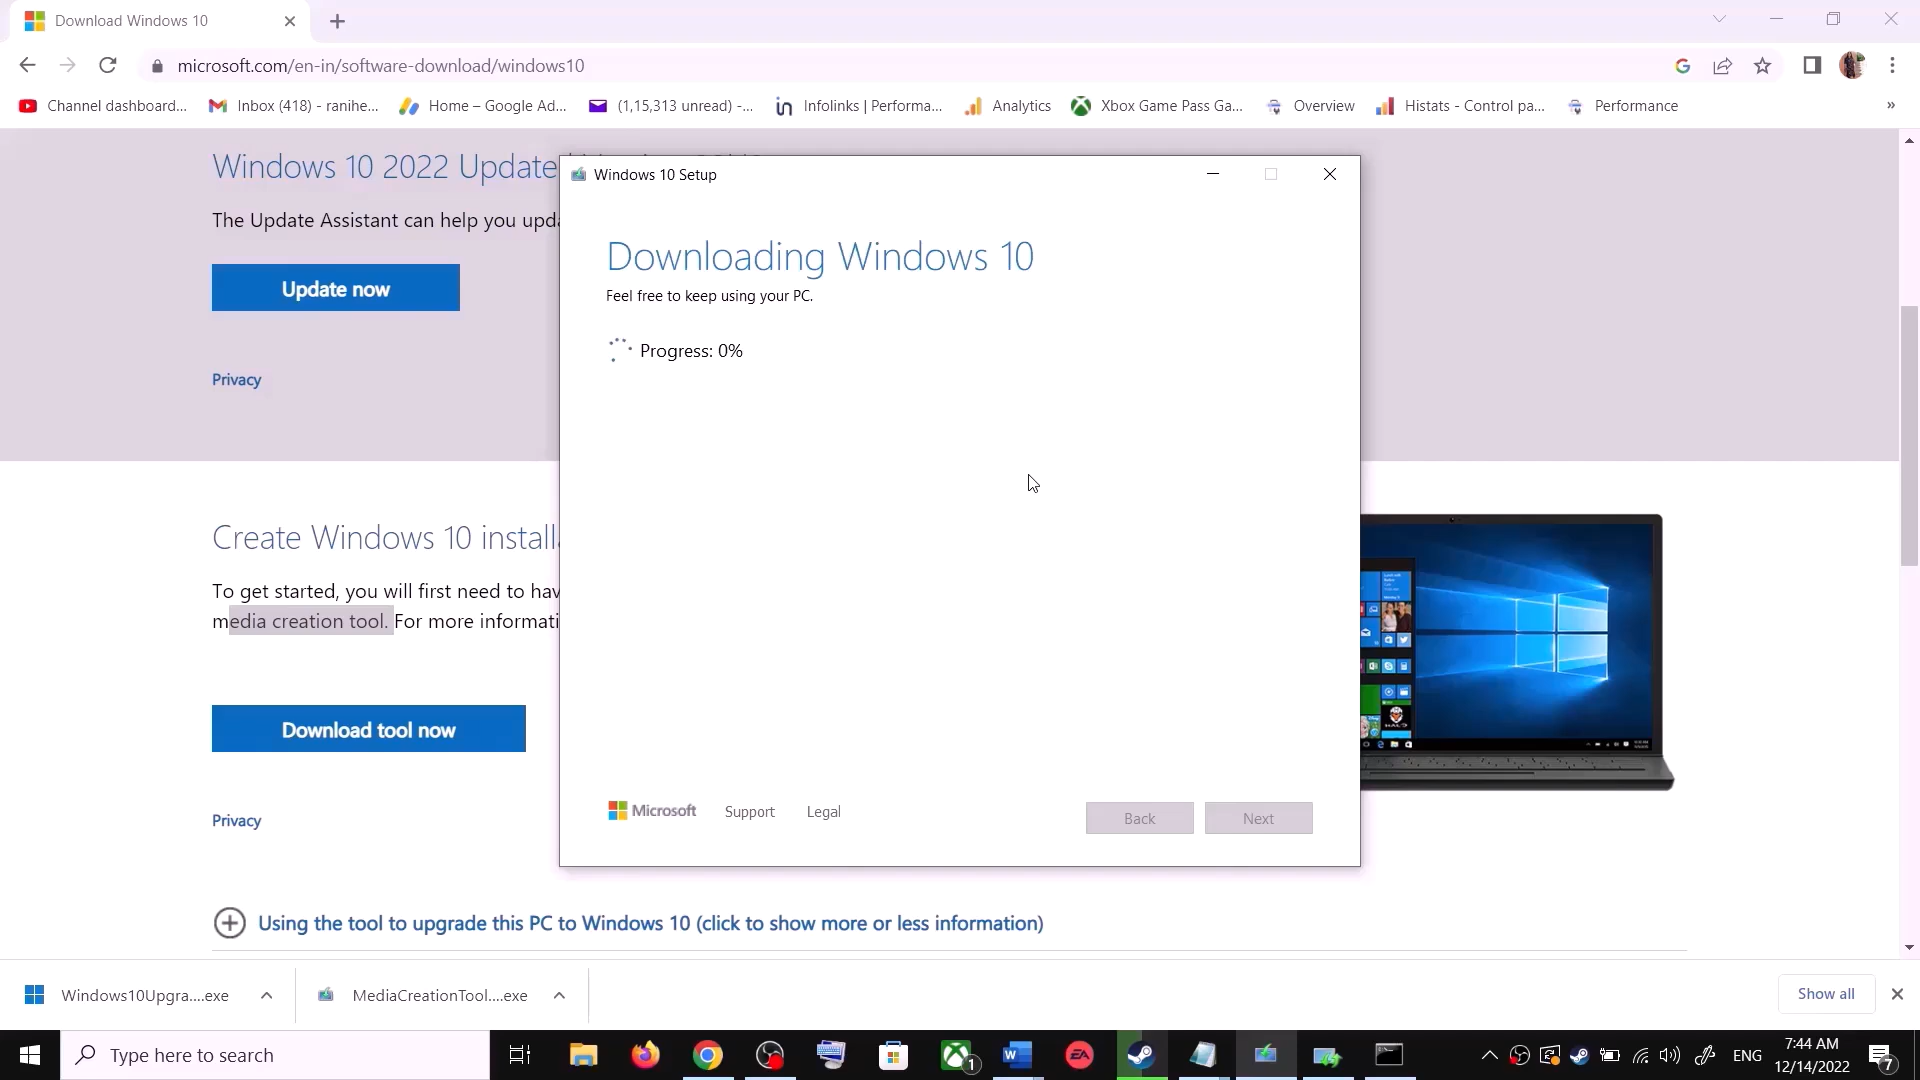 Download Windows 10
microsoft.com/en-in/software-download/windows10
Channel dashboard...
Inbox (418) - ranihe...
Home – Google Ad...
(1,15,313 unread) -...
Infolinks | Performa...
Analytics
Xbox Game Pass Ga...
Overview
Histats - Control pa...
Performance
»
Windows 10 2022 Update
The Update Assistant can help you upda
Update now
Privacy
Windows 10 Setup
Downloading Windows 10
Feel free to keep using your PC.
Progress: 0%
Microsoft
Support
Legal
Back
Next
Create Windows 10 install
To get started, you will first need to hav
media creation tool. For more informati
Download tool now
Privacy
Using the tool to upgrade this PC to Windows 10 (click to show more or less information)
Windows10Upgra....exe
MediaCreationTool....exe
Show all
Type here to search
1
EA
ENG
7:44 AM
12/14/2022
7